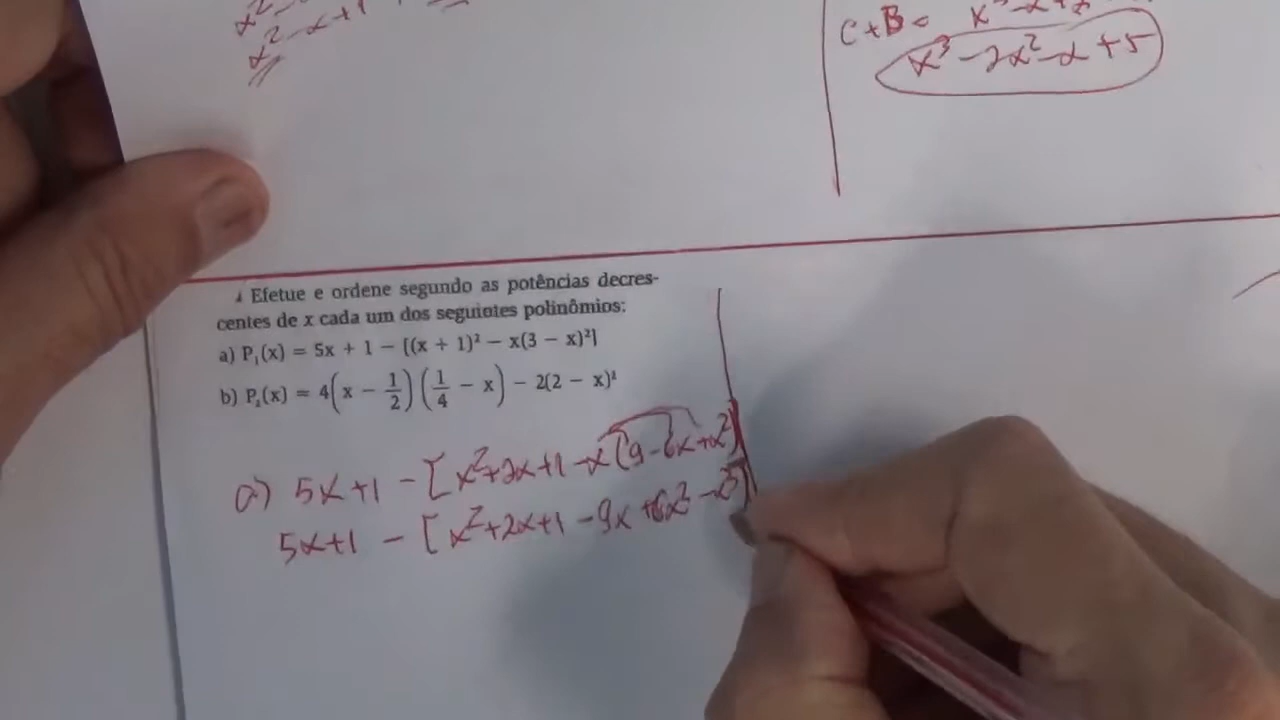 x² - x + 1
C + B =
x³ - 2x² - x + 5
Efetue e ordene segundo as potências decres-
centes de x cada um dos seguintes polinômios:
a) P₁(x) = 5x + 1 - [(x + 1)² - x(3 - x)²]
b) P₂(x) = 4(x - 1/2)(1/4 - x) - 2(2 - x)²
a) 5x + 1 - [x² + 2x + 1 - x(9 - 6x + x²)
5x + 1 - [x² + 2x + 1 - 9x + 6x² - x³]